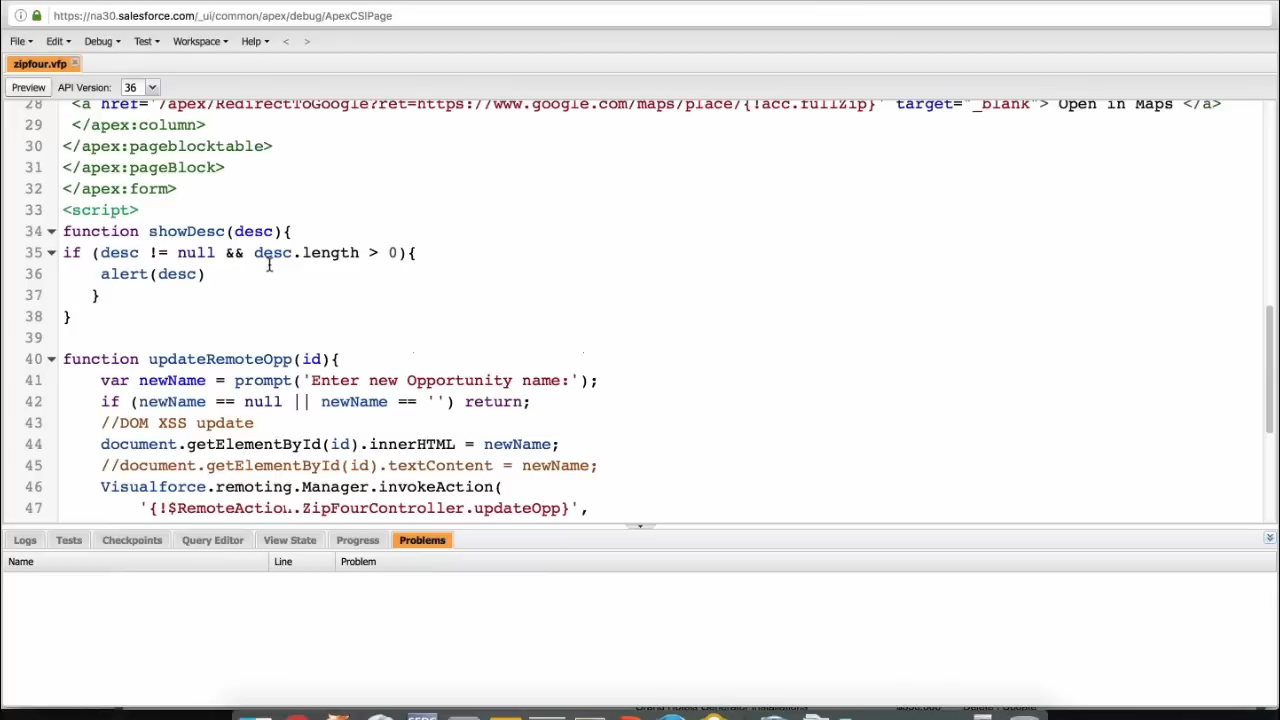 https://na30.salesforce.com/_ui/common/apex/debug/ApexCSIPage
File Edit Debug Test Workspace Help < >
zipfour.vfp
Preview API Version: 36
28 <a href='/apex/RedirectToGoogle?ret=https://www.google.com/maps/place/{!acc.fullZip}' target="_blank"> Open in Maps </a>
29 </apex:column>
30 </apex:pageblocktable>
31 </apex:pageBlock>
32 </apex:form>
33 <script>
34 function showDesc(desc){
35 if (desc != null && desc.length > 0){
36 alert(desc)
37 }
38 }
39
40 function updateRemoteOpp(id){
41 var newName = prompt('Enter new Opportunity name:');
42 if (newName == null || newName == '') return;
43 //DOM XSS update
44 document.getElementById(id).innerHTML = newName;
45 //document.getElementById(id).textContent = newName;
46 Visualforce.remoting.Manager.invokeAction(
47 '{!$RemoteAction.ZipFourController.updateOpp}',
Logs Tests Checkpoints Query Editor View State Progress Problems
Name Line Problem